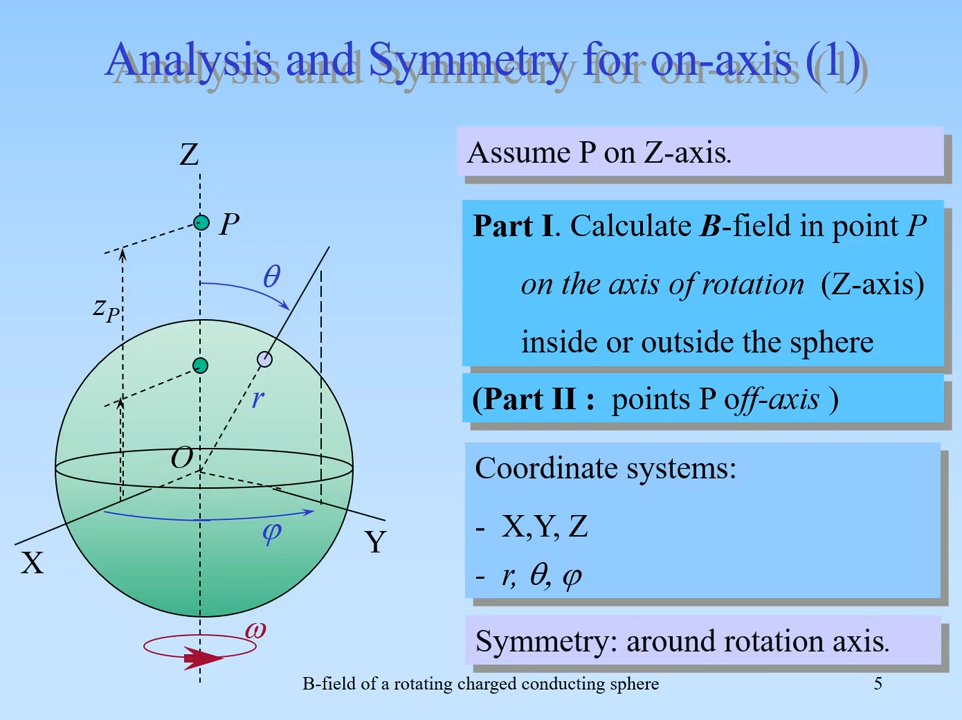 Analysis and Symmetry for on-axis (1)
Z
P
θ
z_P
r
O
φ
X
Y
ω
Assume P on Z-axis.
Part I. Calculate B-field in point P
on the axis of rotation (Z-axis)
inside or outside the sphere
(Part II : points P off-axis )
Coordinate systems:
- X,Y, Z
- r, θ, φ
Symmetry: around rotation axis.
B-field of a rotating charged conducting sphere
5